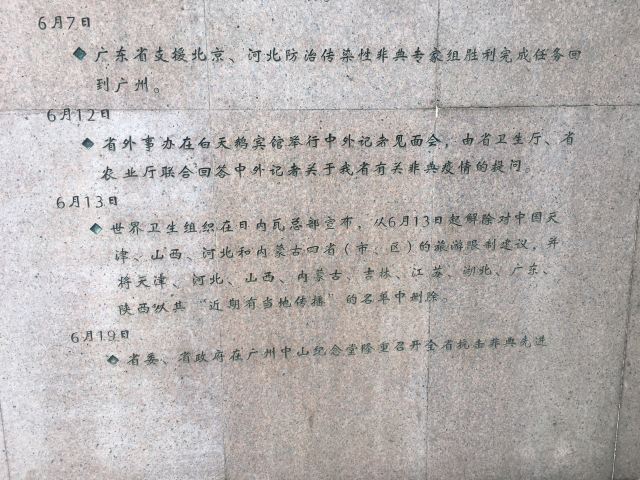 6月7日
◆ 广东省支援北京、河北防治传染性非典专家组胜利完成任务回
到广州。
6月12日
◆ 省外事办在白天鹅宾馆举行中外记者见面会，由省卫生厅、省
农业厅联合回答中外记者关于我省有关非典疫情的提问。
6月13日
◆ 世界卫生组织在日内瓦总部宣布，从6月13日起解除对中国天
津、山西、河北和内蒙古四省（市、区）的旅游限制建议，并
将天津、河北、山西、内蒙古、吉林、江苏、湖北、广东、
陕西从其“近期有当地传播”的名单中删除。
6月19日
◆ 省委、省政府在广州中山纪念堂隆重召开全省抗击非典先进